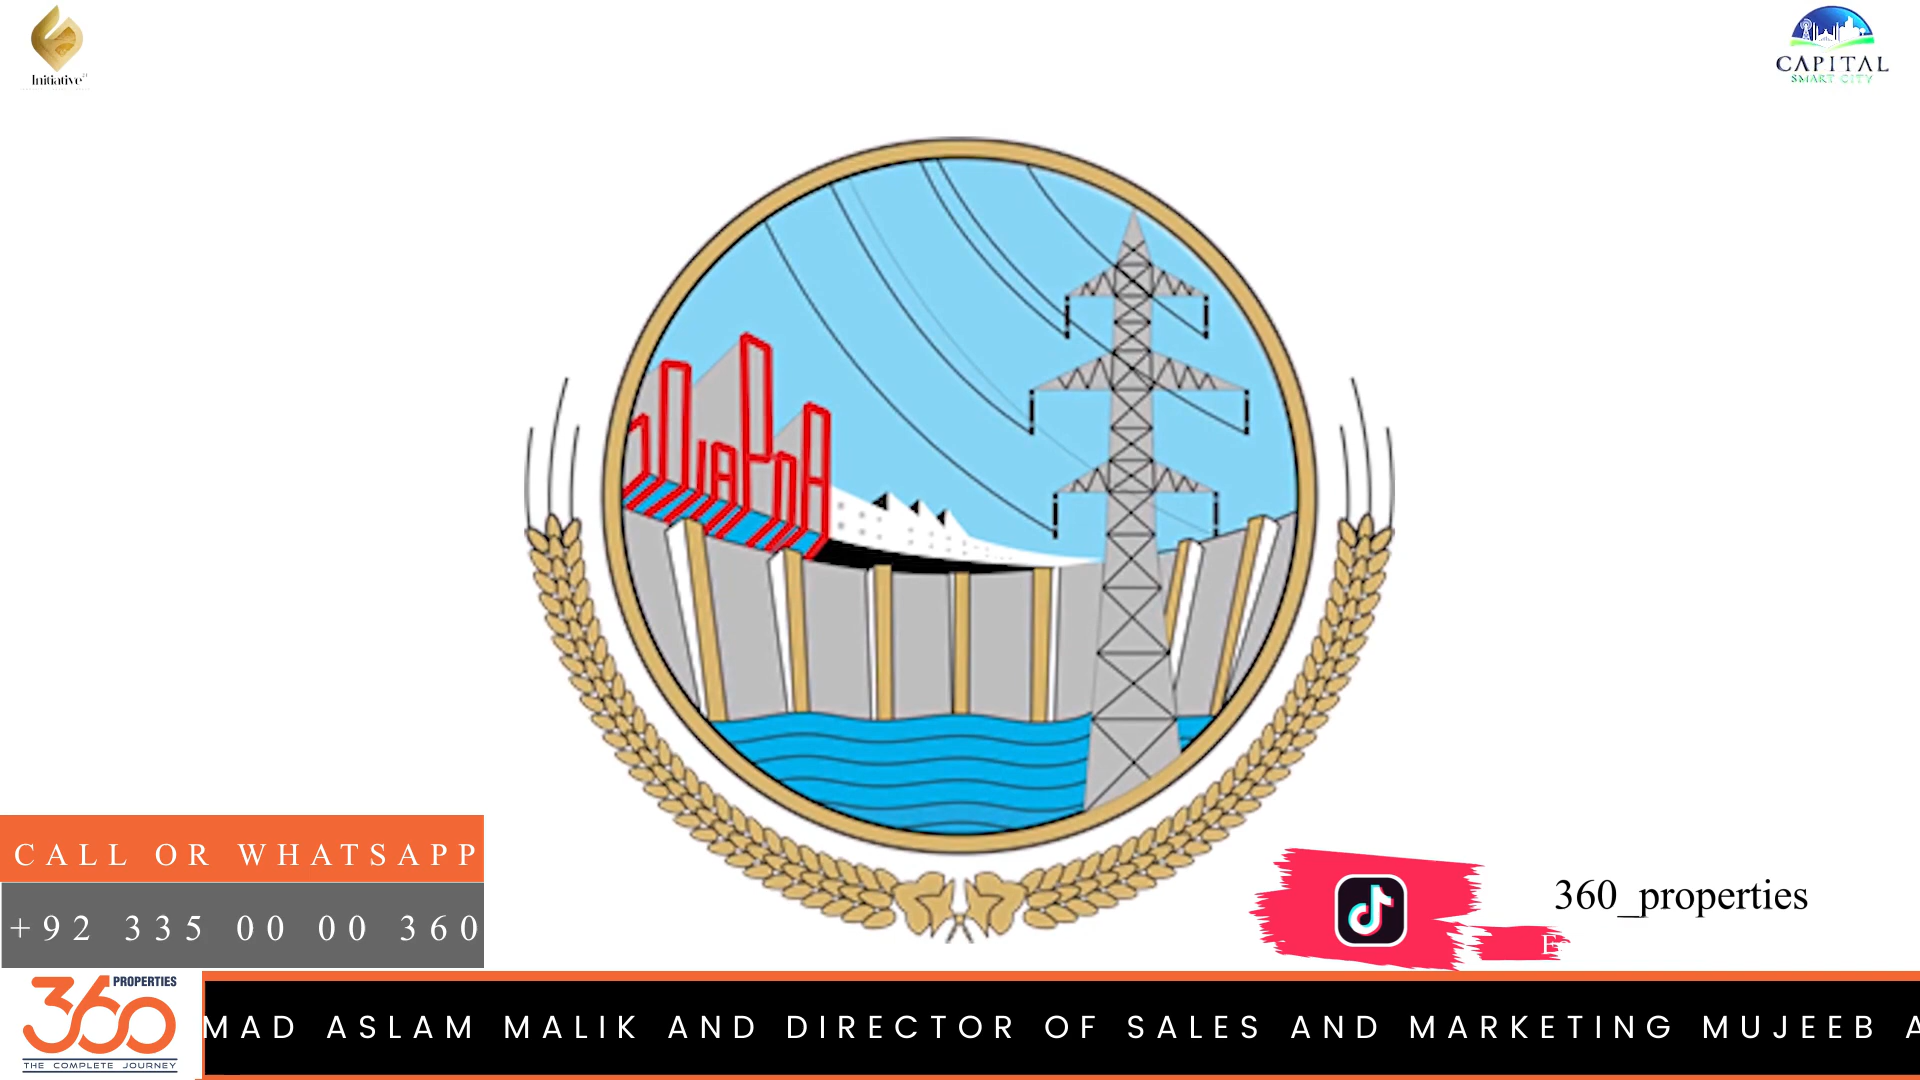 Initiative
CAPITAL
SMART CITY
CALL OR WHATSAPP
+92 335 00 00 360
360_properties
360 PROPERTIES
THE COMPLETE JOURNEY
MAD ASLAM MALIK AND DIRECTOR OF SALES AND MARKETING MUJEEB A